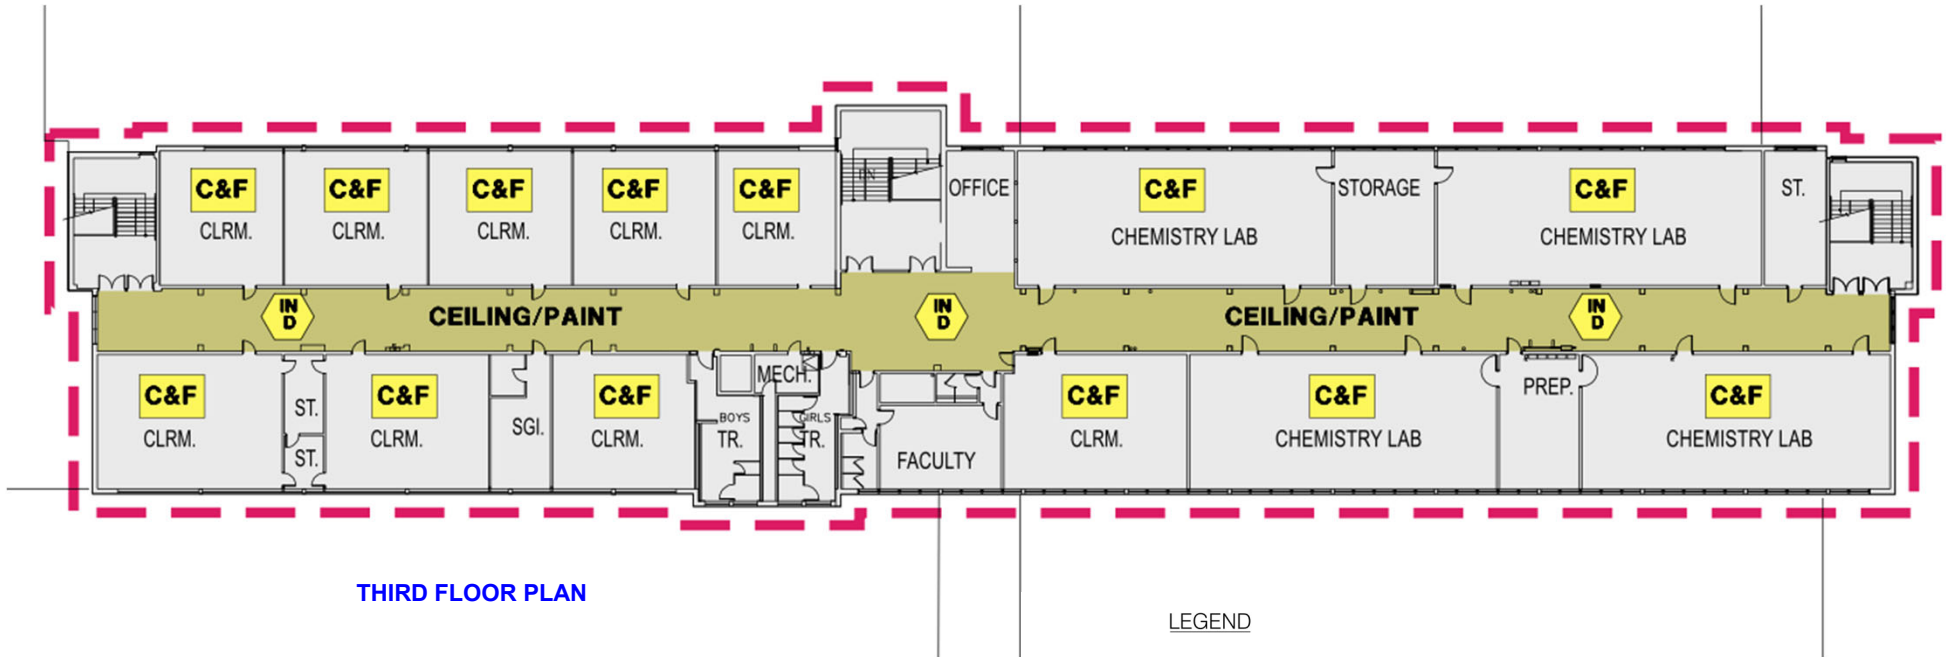 C&F
CLRM.
C&F
CLRM.
C&F
CLRM.
C&F
CLRM.
C&F
CLRM.
DN
OFFICE
C&F
CHEMISTRY LAB
STORAGE
C&F
CHEMISTRY LAB
ST.
IN
D
CEILING/PAINT
IN
D
CEILING/PAINT
IN
D
C&F
CLRM.
ST.
ST.
C&F
CLRM.
SGI.
C&F
CLRM.
MECH.
BOYS
TR.
GIRLS
TR.
FACULTY
C&F
CLRM.
C&F
CHEMISTRY LAB
PREP.
C&F
CHEMISTRY LAB
THIRD FLOOR PLAN
LEGEND